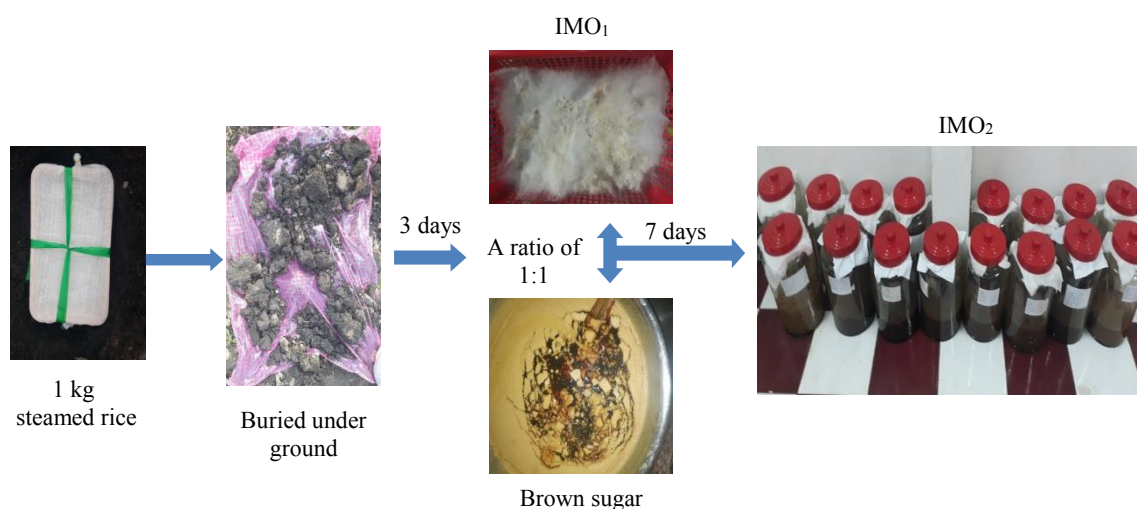 IMO₁
IMO₂
3 days
A ratio of
1:1
7 days
1 kg
steamed rice
Buried under
ground
Brown sugar